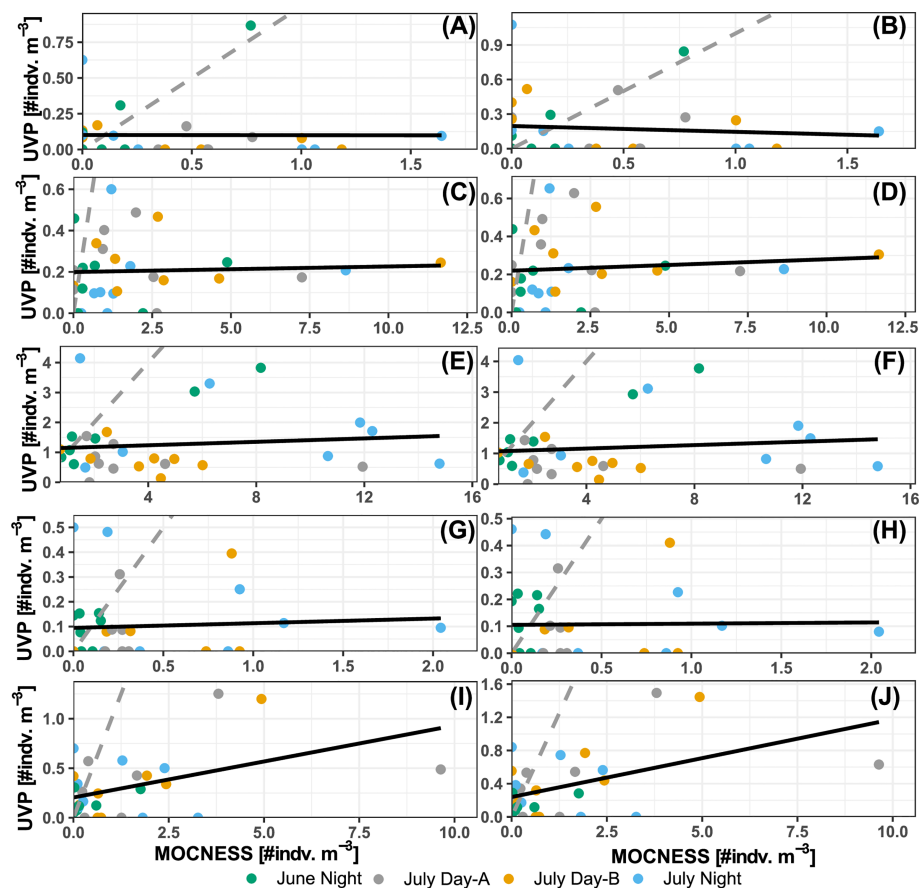 (A) (B)
UVP [#indv. m⁻³] 0.75 0.50 0.25 0.0 0.9 0.6 0.3 0.0
0.0 0.5 1.0 1.5 0.0 0.5 1.0 1.5
(C) (D)
UVP [#indv. m⁻³] 0.6 0.4 0.2 0.0 0.6 0.4 0.2 0.0
0.0 2.5 5.0 7.5 10.0 12.5 0.0 2.5 5.0 7.5 10.0 12.5
(E) (F)
UVP [#indv. m⁻³] 4 3 2 1 0 4 3 2 1 0
4 8 12 16 4 8 12 16
(G) (H)
UVP [#indv. m⁻³] 0.5 0.4 0.3 0.2 0.1 0.0 0.5 0.4 0.3 0.2 0.1 0.0
0.0 0.5 1.0 1.5 2.0 0.0 0.5 1.0 1.5 2.0
(I) (J)
UVP [#indv. m⁻³] 1.0 0.5 0.0 1.6 1.2 0.8 0.4 0.0
0.0 2.5 5.0 7.5 10.0 0.0 2.5 5.0 7.5 10.0
MOCNESS [#indv. m⁻³] MOCNESS [#indv. m⁻³]
June Night July Day-A July Day-B July Night